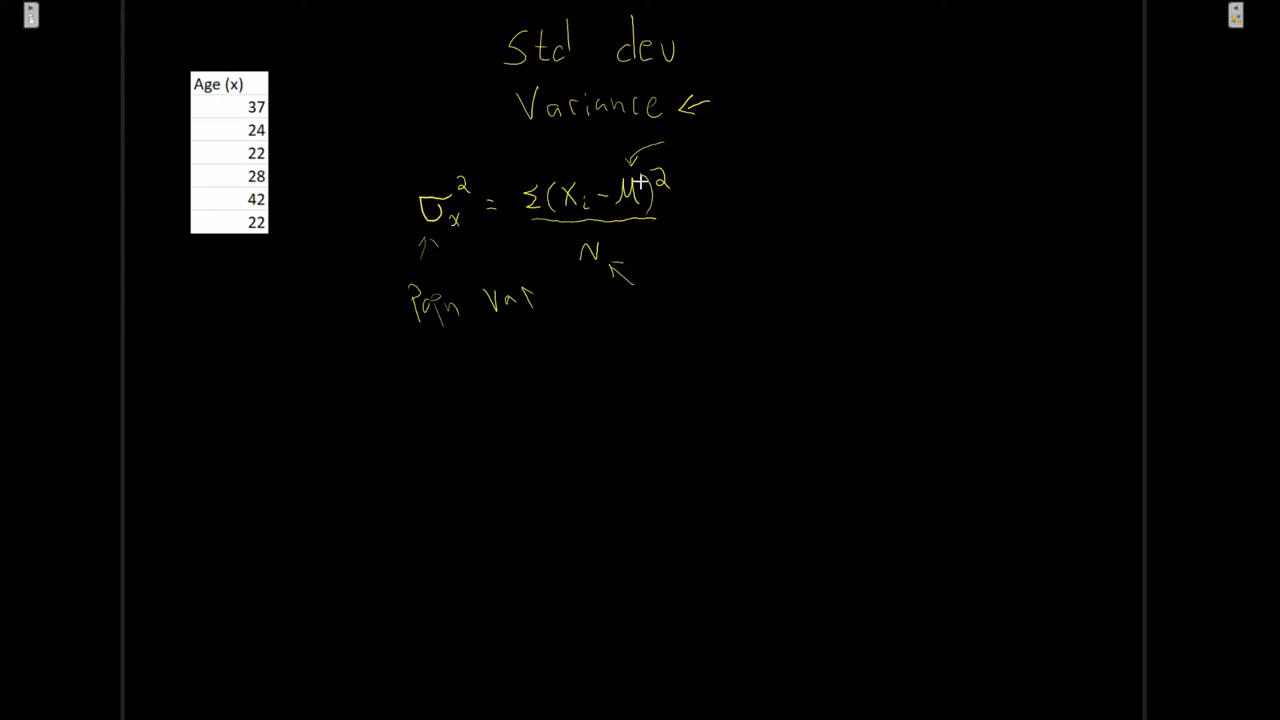 Std dev
Variance ←
Age (x)
37
24
22
28
42
22
σₓ² = Σ(Xᵢ - μ)²
N
Popn Var